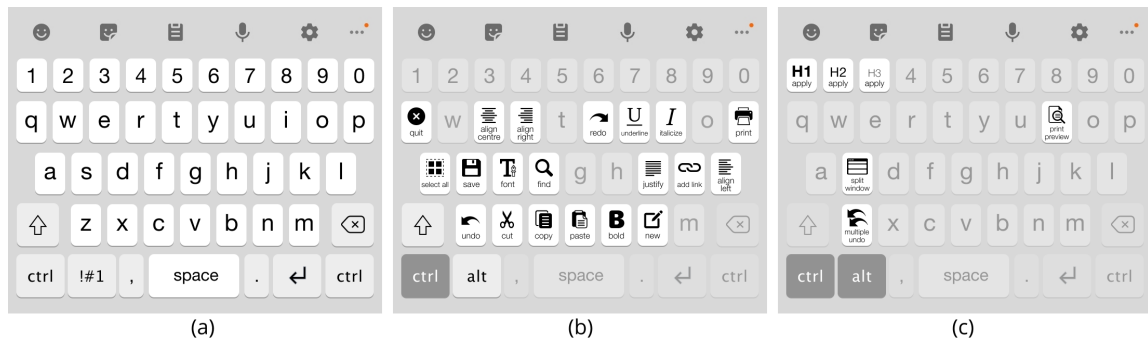 1 2 3 4 5 6 7 8 9 0
q w e r t y u i o p
a s d f g h j k l
z x c v b n m
ctrl !#1 , space . ctrl
(a)
1 2 3 4 5 6 7 8 9 0
quit w align centre align right t redo U underline I italicize o print
select all save T font find g h justify add link align left
undo cut copy paste B bold new m
ctrl alt , space . ctrl
(b)
H1 apply H2 apply H3 apply 4 5 6 7 8 9 0
q w e r t y u print preview o p
a split window d f g h j k l
multiple undo x c v b n m
ctrl alt , space . ctrl
(c)